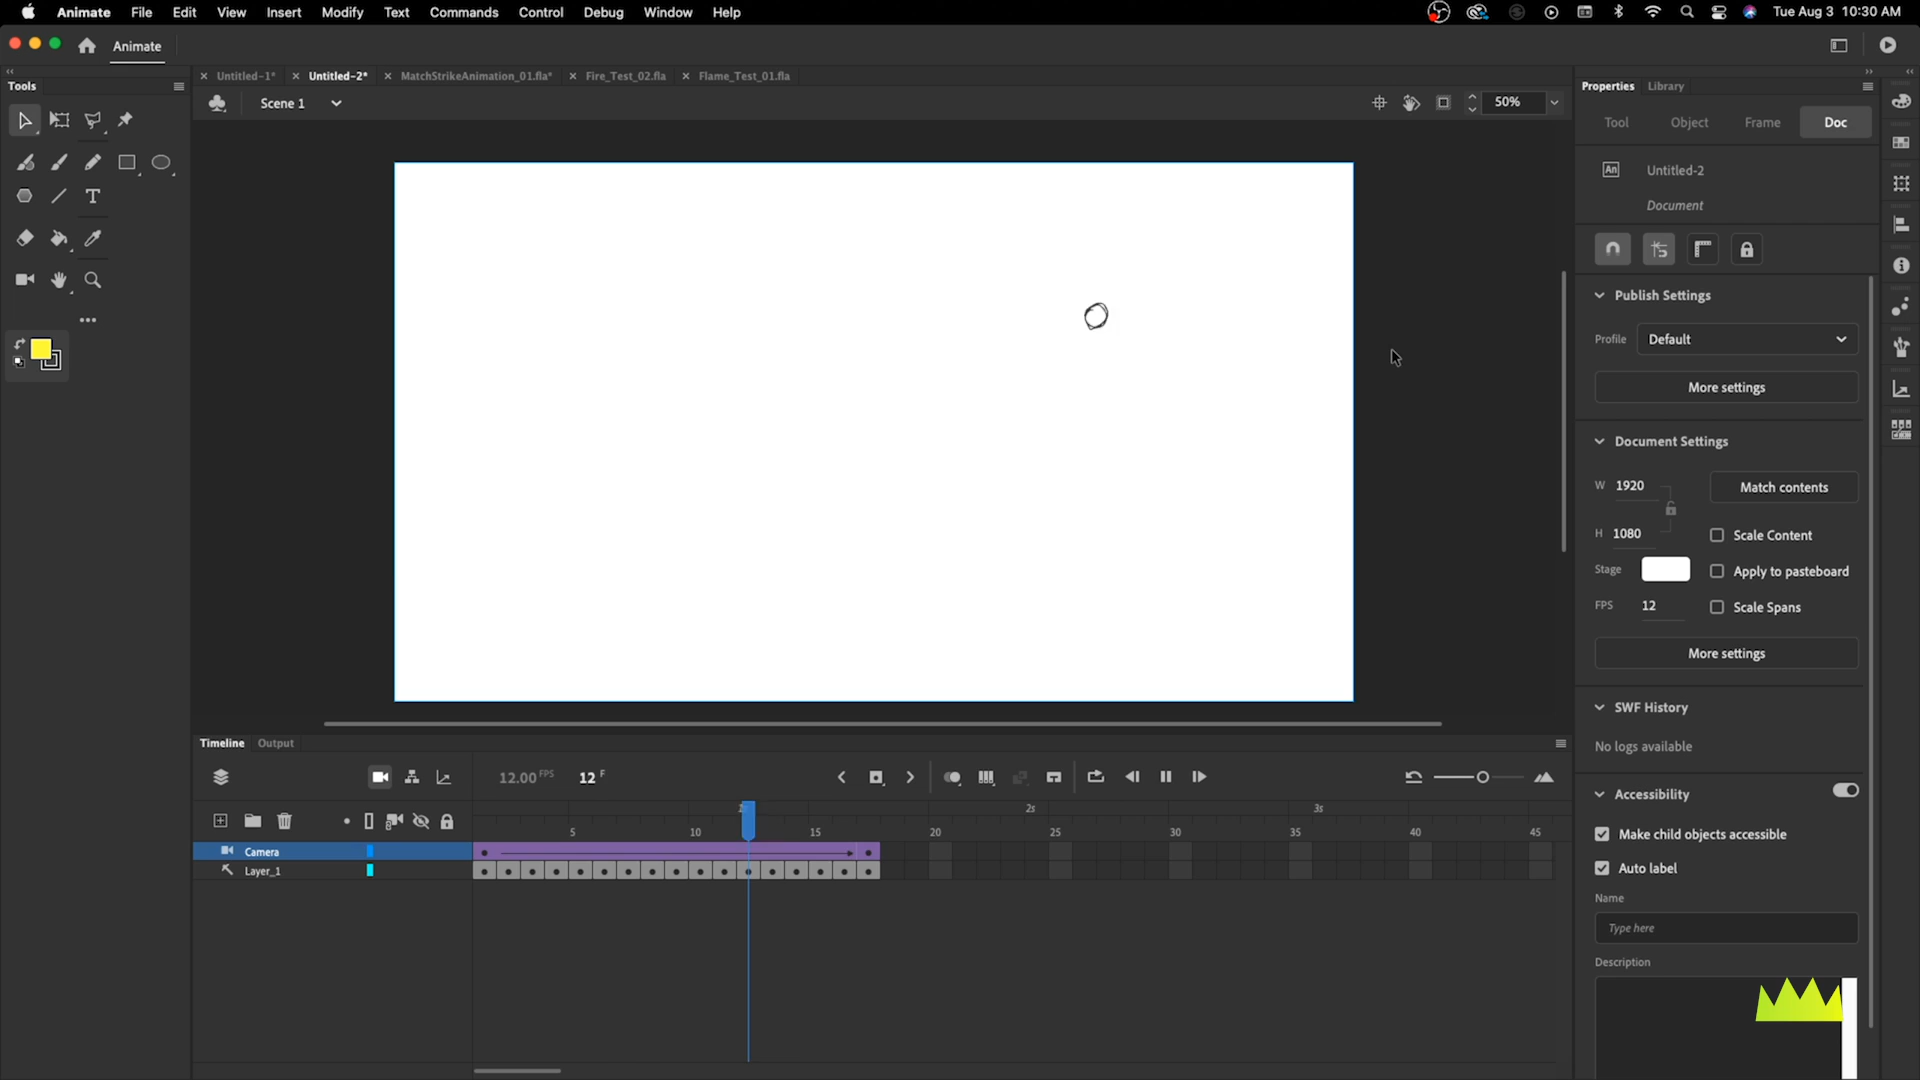 Animate File Edit View Insert Modify Text Commands Control Debug Window Help Tue Aug 3 10:30 AM
Animate
Tools
Untitled-1* Untitled-2* MatchStrikeAnimation_01.fla* Fire_Test_02.fla Flame_Test_01.fla
Properties Library
Scene 1 50%
Tool Object Frame Doc
An Untitled-2
Document
Publish Settings
Profile Default
More settings
Document Settings
W 1920 Match contents
H 1080 Scale Content
Stage Apply to pasteboard
FPS 12 Scale Spans
More settings
SWF History
No logs available
Accessibility
Make child objects accessible
Auto label
Name
Type here
Description
Timeline Output
12.00 FPS 12 F
2s 3s
5 10 15 20 25 30 35 40 45
Camera
Layer_1